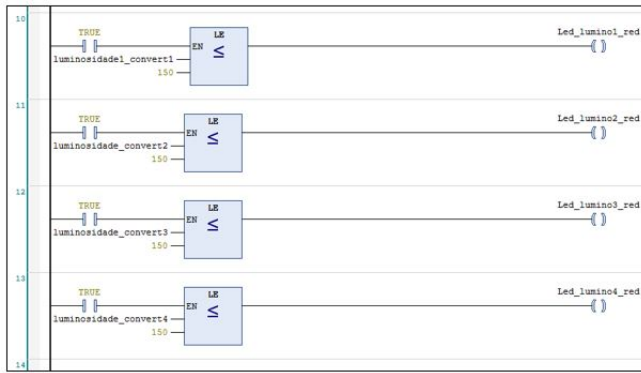 10
TRUE LE Led_lumino1_red
EN ≤
luminosidade1_convert1
150
11
TRUE LE Led_lumino2_red
EN ≤
luminosidade_convert2
150
12
TRUE LE Led_lumino3_red
EN ≤
luminosidade_convert3
150
13
TRUE LE Led_lumino4_red
EN ≤
luminosidade_convert4
150
14